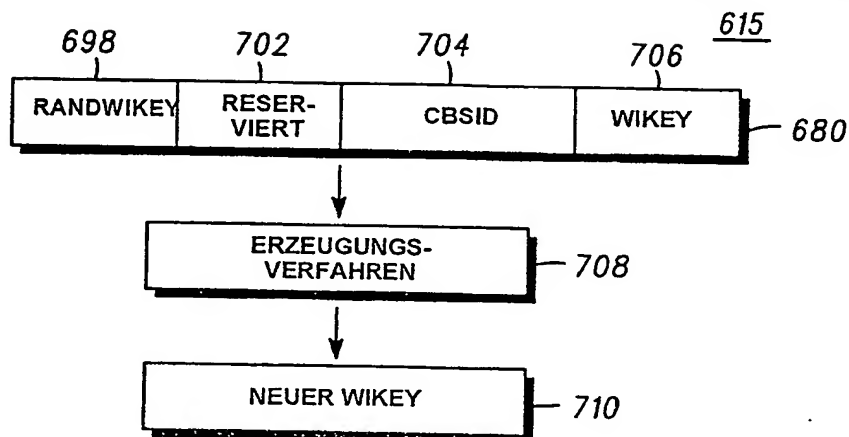 615
698 702 704 706
RANDWIKEY RESER-
VIERT CBSID WIKEY
680
ERZEUGUNGS-
VERFAHREN
708
NEUER WIKEY
710